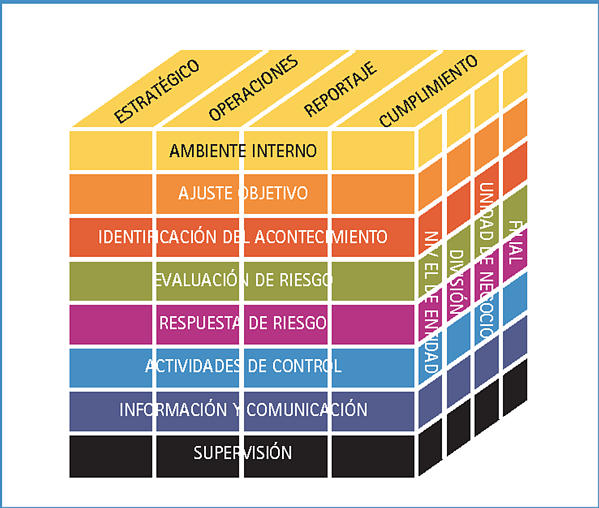 ESTRATÉGICO
OPERACIONES
REPORTAJE
CUMPLIMIENTO
AMBIENTE INTERNO
AJUSTE OBJETIVO
IDENTIFICACIÓN DEL ACONTECIMIENTO
EVALUACIÓN DE RIESGO
RESPUESTA DE RIESGO
ACTIVIDADES DE CONTROL
INFORMACIÓN Y COMUNICACIÓN
SUPERVISIÓN
NIVEL DE ENTIDAD
DIVISIÓN
UNIDAD DE NEGOCIO
FILIAL